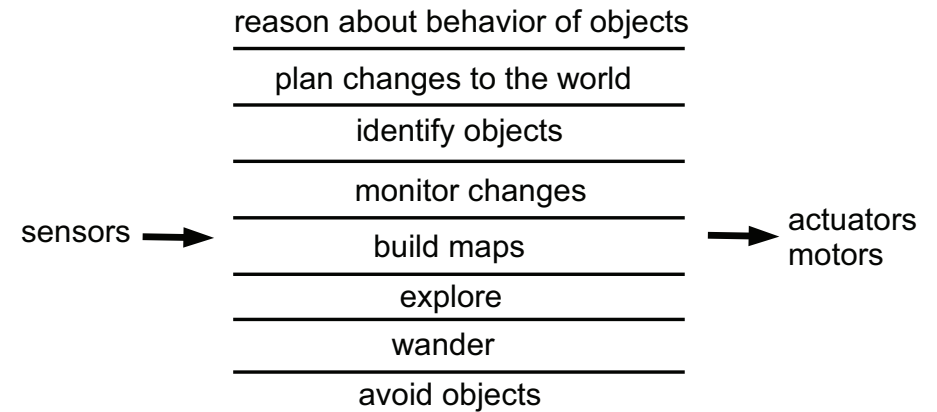 reason about behavior of objects
plan changes to the world
identify objects
monitor changes
sensors
build maps
actuators
motors
explore
wander
avoid objects